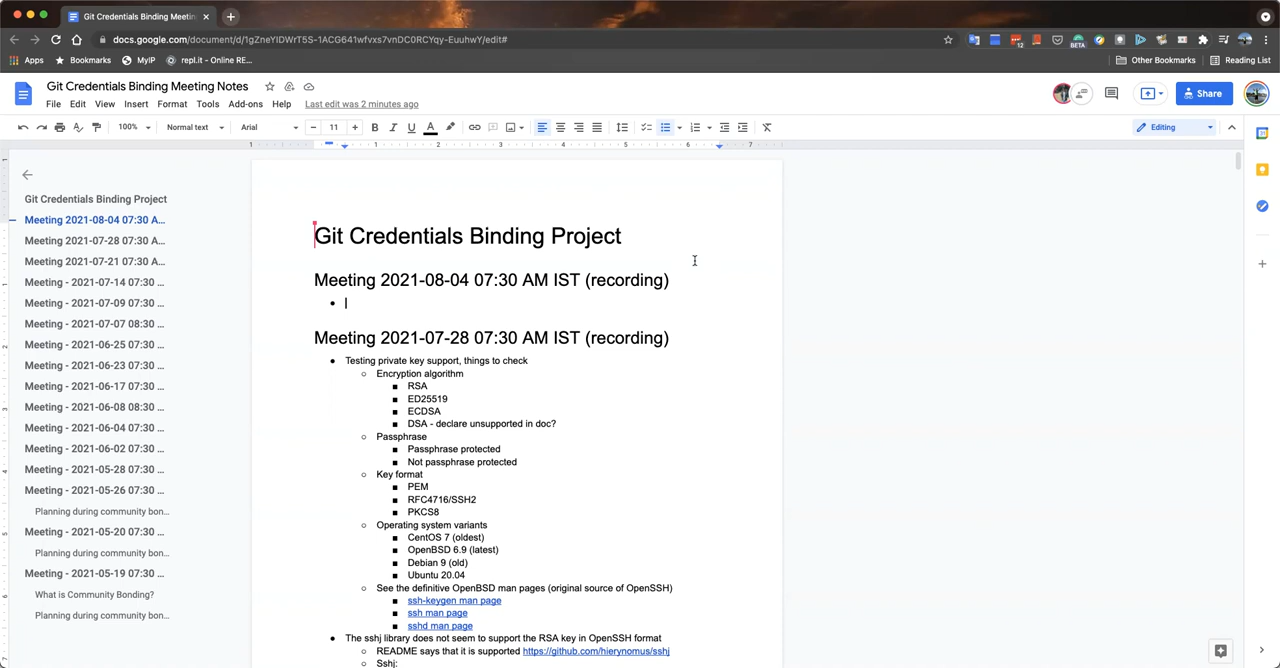 Git Credentials Binding Meetin
docs.google.com/document/d/1gZneYIDWrT5S-1ACG641wfvxs7vnDC0RCYqy-EuuhwY/edit#
12
BETA
Apps
Bookmarks
MyIP
repl.it - Online RE...
Other Bookmarks
Reading List
Git Credentials Binding Meeting Notes
File Edit View Insert Format Tools Add-ons Help Last edit was 2 minutes ago
Share
100% Normal text Arial 11
Editing
1 1 2 3 4 5 6 7
Git Credentials Binding Project
Meeting 2021-08-04 07:30 A...
Meeting 2021-07-28 07:30 A...
Meeting 2021-07-21 07:30 A...
Meeting - 2021-07-14 07:30 ...
Meeting - 2021-07-09 07:30 ...
Meeting - 2021-07-07 08:30 ...
Meeting - 2021-06-25 07:30 ...
Meeting - 2021-06-23 07:30 ...
Meeting - 2021-06-17 07:30 ...
Meeting - 2021-06-08 08:30 ...
Meeting - 2021-06-04 07:30 ...
Meeting - 2021-06-02 07:30 ...
Meeting - 2021-05-28 07:30 ...
Meeting - 2021-05-26 07:30 ...
Planning during community bon...
Meeting - 2021-05-20 07:30 ...
Planning during community bon...
Meeting - 2021-05-19 07:30 ...
What is Community Bonding?
Planning during community bon...
Git Credentials Binding Project
Meeting 2021-08-04 07:30 AM IST (recording)
Meeting 2021-07-28 07:30 AM IST (recording)
Testing private key support, things to check
Encryption algorithm
RSA
ED25519
ECDSA
DSA - declare unsupported in doc?
Passphrase
Passphrase protected
Not passphrase protected
Key format
PEM
RFC4716/SSH2
PKCS8
Operating system variants
CentOS 7 (oldest)
OpenBSD 6.9 (latest)
Debian 9 (old)
Ubuntu 20.04
See the definitive OpenBSD man pages (original source of OpenSSH)
ssh-keygen man page
ssh man page
sshd man page
The sshj library does not seem to support the RSA key in OpenSSH format
README says that it is supported https://github.com/hierynomus/sshj
Sshj: